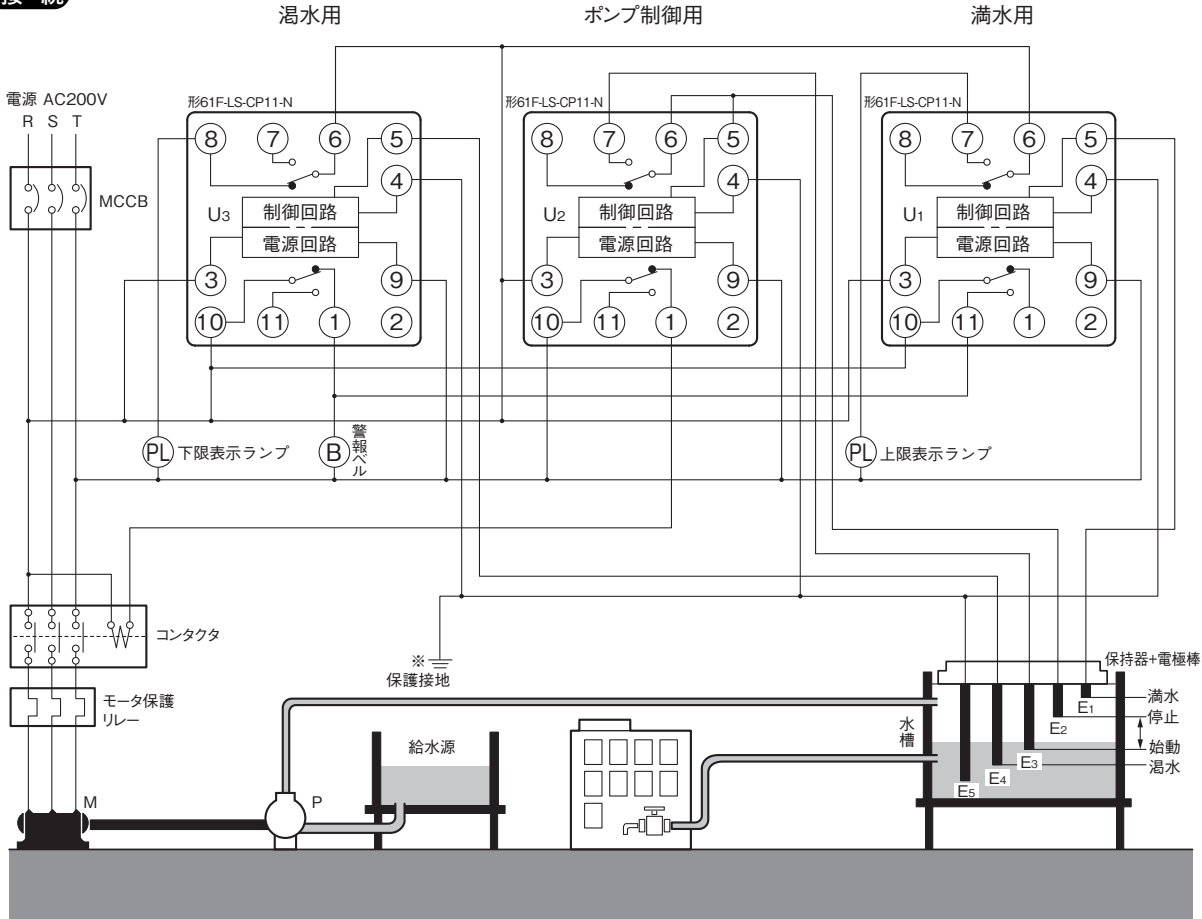 接 続
渇水用
ポンプ制御用
満水用
電源 AC200V
R S T
MCCB
形61F-LS-CP11-N
8 7 6 5
4
U3
制御回路
電源回路
3 9
10 11 1 2
形61F-LS-CP11-N
8 7 6 5
4
U2
制御回路
電源回路
3 9
10 11 1 2
形61F-LS-CP11-N
8 7 6 5
4
U1
制御回路
電源回路
3 9
10 11 1 2
PL 下限表示ランプ
B 警報ベル
PL 上限表示ランプ
コンタクタ
モータ保護
リレー
※
保護接地
保持器+電極棒
満水
停止
始動
渇水
E1
E2
E3
E4
E5
水槽
給水源
M
P